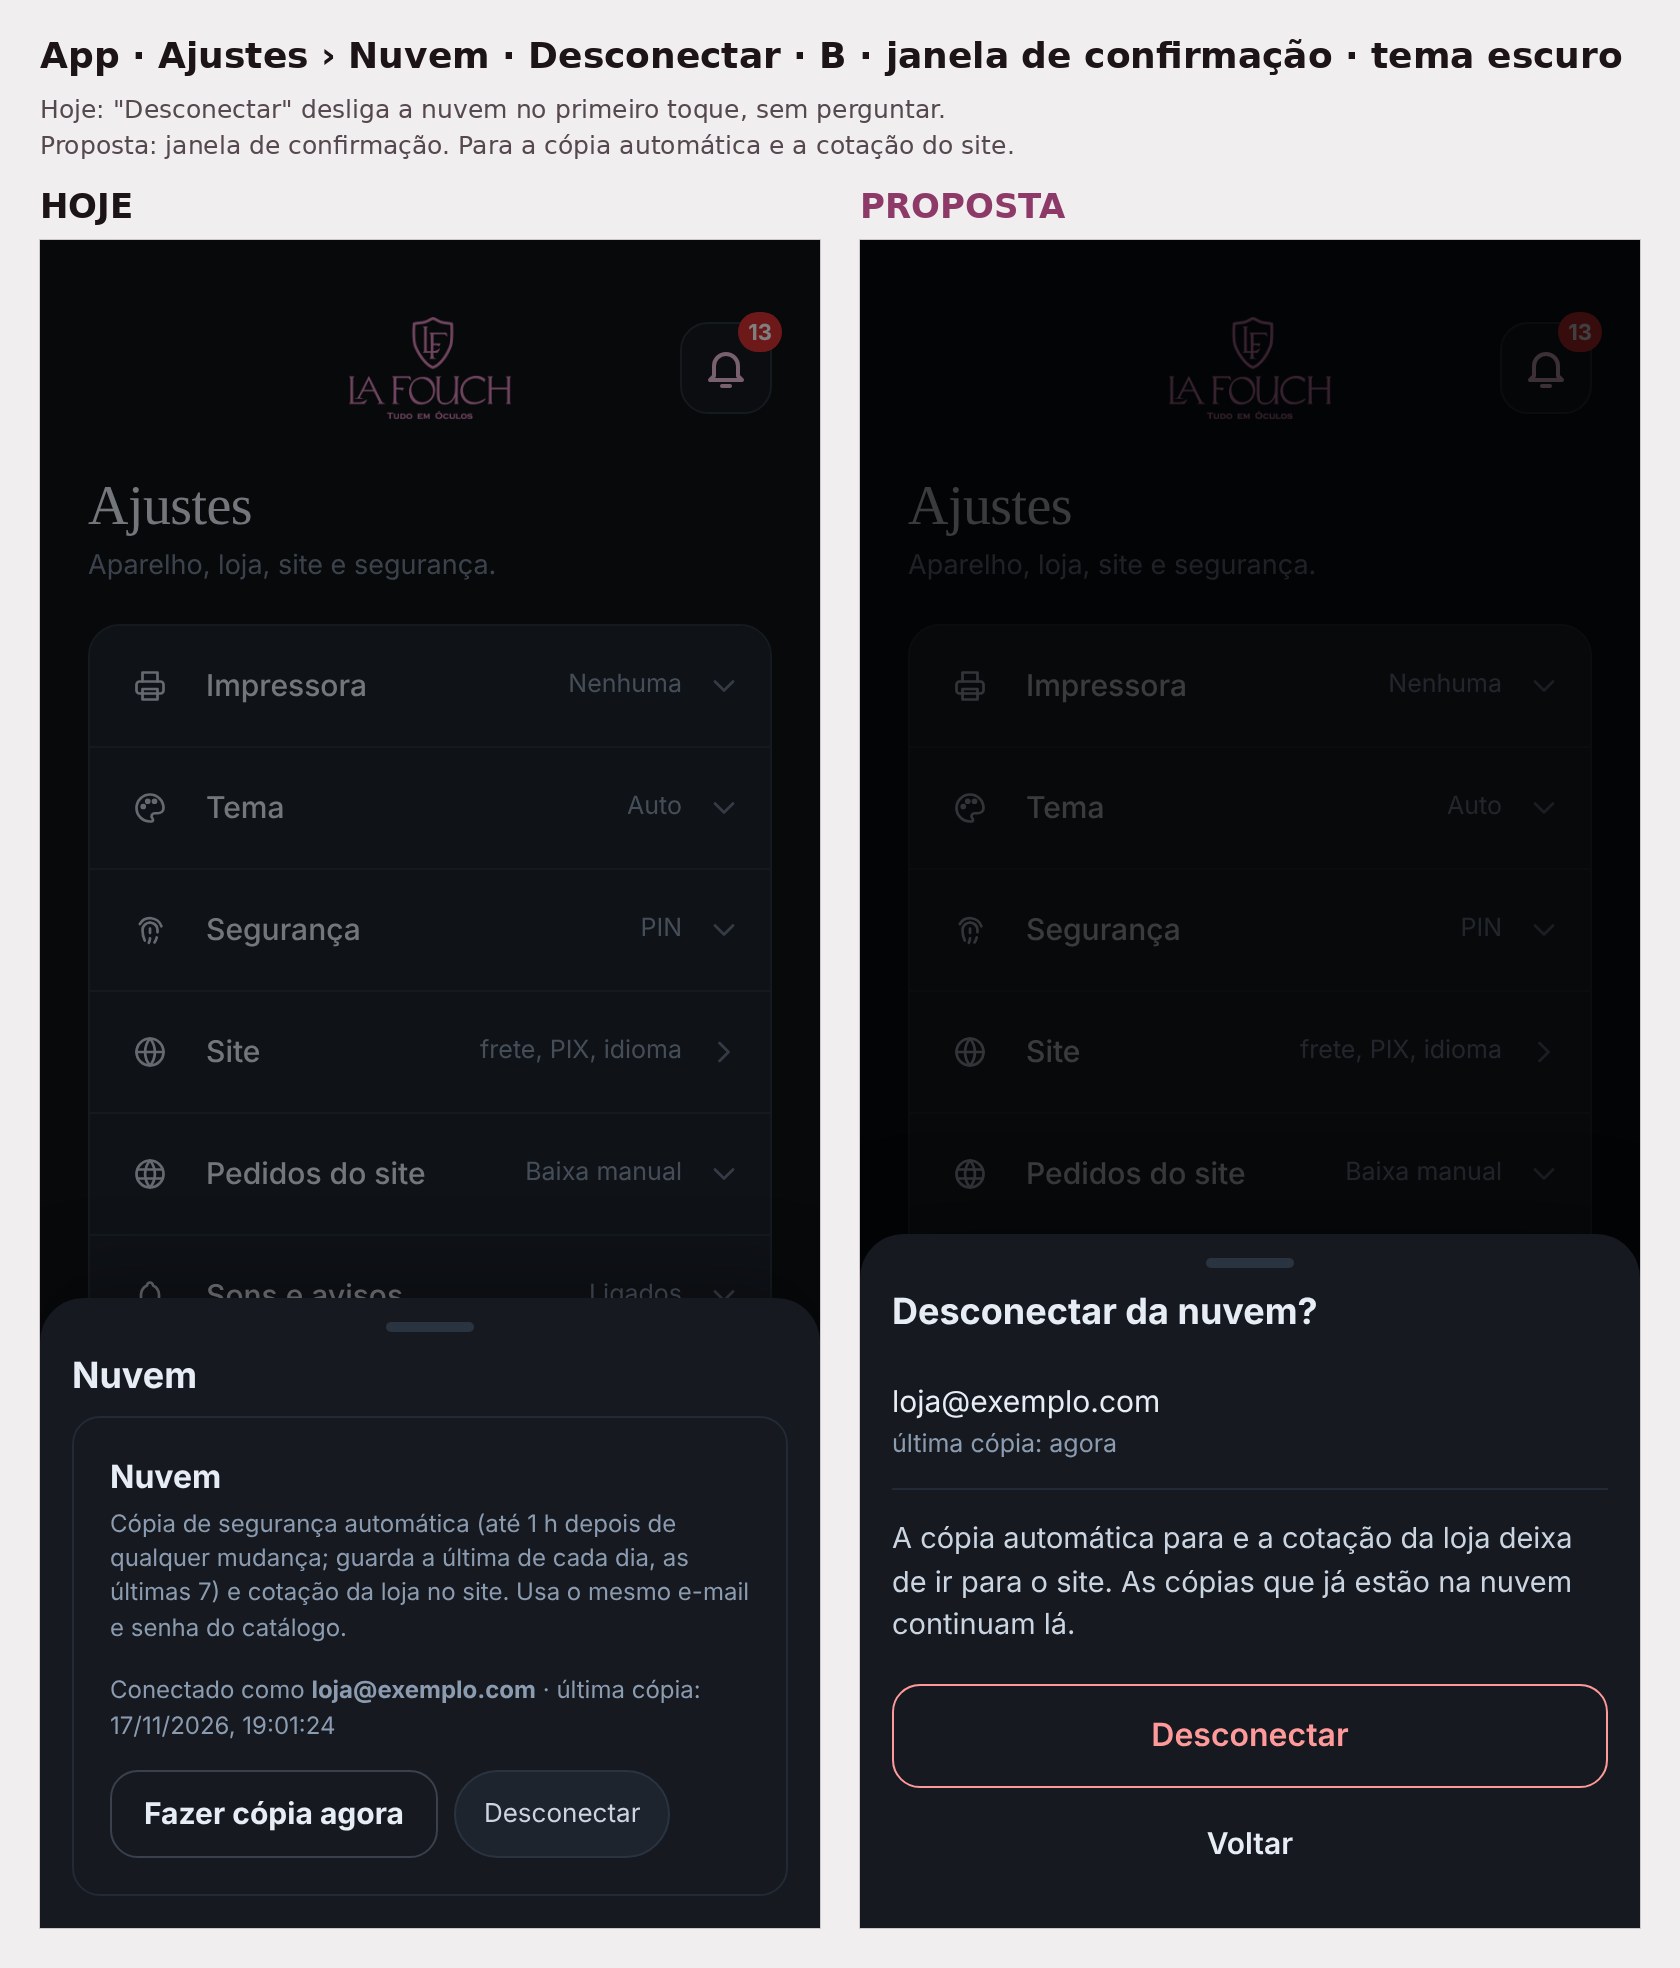 App · Ajustes › Nuvem · Desconectar · B · janela de confirmação · tema escuro
Hoje: "Desconectar" desliga a nuvem no primeiro toque, sem perguntar.
Proposta: janela de confirmação. Para a cópia automática e a cotação do site.
HOJE
13
LF
LA FOUCH
TUDO EM ÓCULOS
Ajustes
Aparelho, loja, site e segurança.
Impressora Nenhuma
Tema Auto
Segurança PIN
Site frete, PIX, idioma
Pedidos do site Baixa manual
Sons e avisos Ligados
Nuvem
Nuvem
Cópia de segurança automática (até 1 h depois de
qualquer mudança; guarda a última de cada dia, as
últimas 7) e cotação da loja no site. Usa o mesmo e-mail
e senha do catálogo.
Conectado como loja@exemplo.com · última cópia:
17/11/2026, 19:01:24
Fazer cópia agora Desconectar
PROPOSTA
13
LF
LA FOUCH
TUDO EM ÓCULOS
Ajustes
Aparelho, loja, site e segurança.
Impressora Nenhuma
Tema Auto
Segurança PIN
Site frete, PIX, idioma
Pedidos do site Baixa manual
Desconectar da nuvem?
loja@exemplo.com
última cópia: agora
A cópia automática para e a cotação da loja deixa
de ir para o site. As cópias que já estão na nuvem
continuam lá.
Desconectar
Voltar